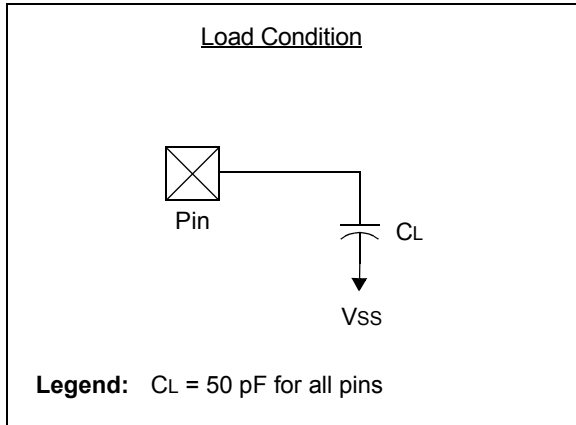 Load Condition
Pin
CL
VSS
Legend: CL = 50 pF for all pins